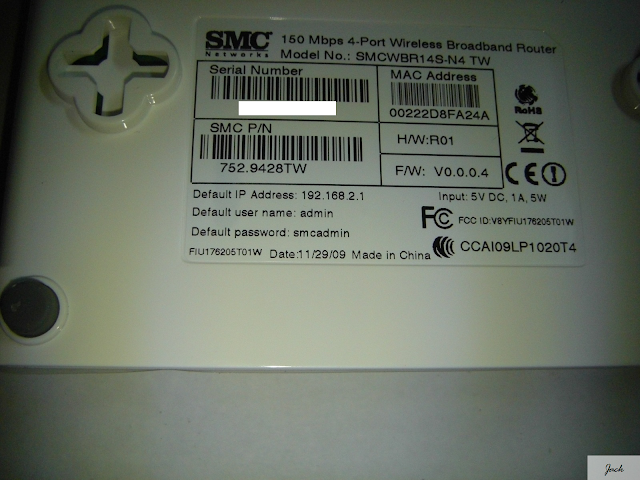 SMC Networks
150 Mbps 4-Port Wireless Broadband Router
Model No.: SMCWBR14S-N4 TW
Serial Number
MAC Address
00222D8FA24A
RoHS
SMC P/N
752.9428TW
H/W:R01
F/W: V0.0.0.4
Default IP Address: 192.168.2.1
Input: 5V DC, 1A, 5W
Default user name: admin
FC FCC ID:V8YFIU176205T01W
Default password: smcadmin
CCAI09LP1020T4
FIU176205T01W Date:11/29/09 Made in China
Jack